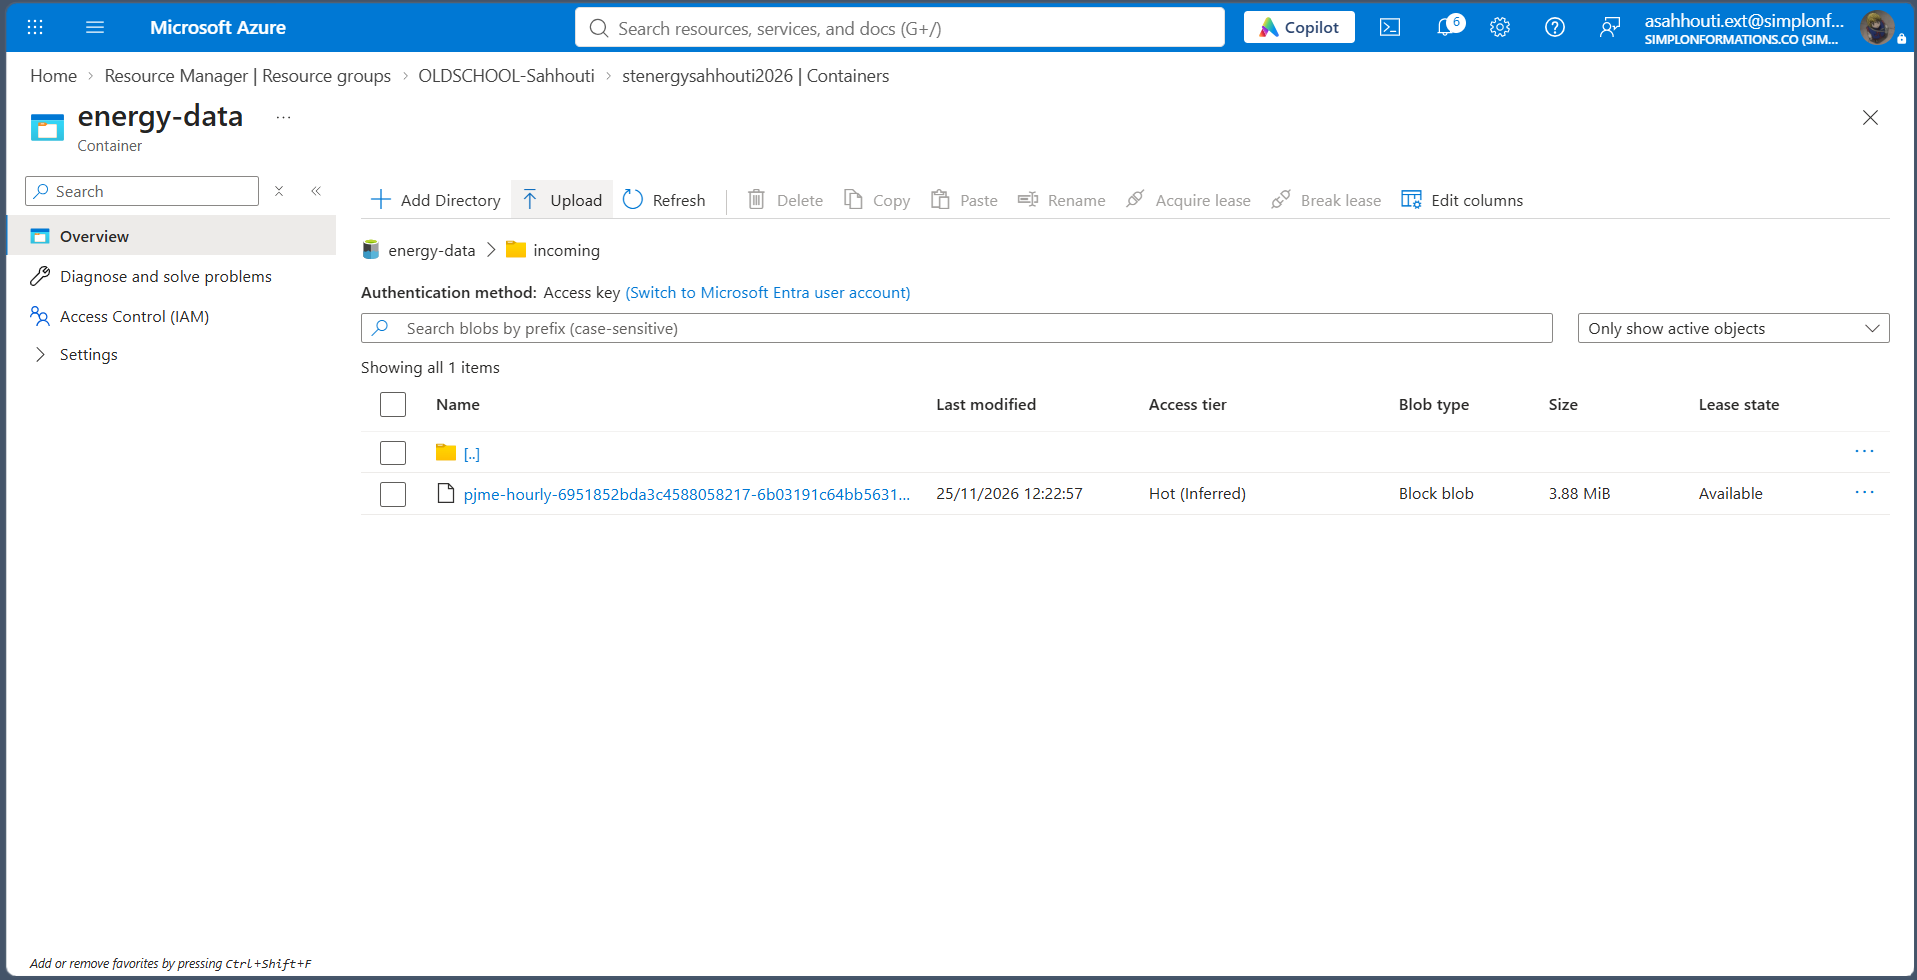 Microsoft Azure
Search resources, services, and docs (G+/)
Copilot
6
asahhouti.ext@simplonf...
SIMPLONFORMATIONS.CO (SIM...
Home > Resource Manager | Resource groups > OLDSCHOOL-Sahhouti > stenergysahhouti2026 | Containers
energy-data ...
Container
Search
Overview
Diagnose and solve problems
Access Control (IAM)
Settings
Add Directory Upload Refresh Delete Copy Paste Rename Acquire lease Break lease Edit columns
energy-data > incoming
Authentication method: Access key (Switch to Microsoft Entra user account)
Search blobs by prefix (case-sensitive)
Only show active objects
Showing all 1 items
Name Last modified Access tier Blob type Size Lease state
[..]
pjme-hourly-6951852bda3c4588058217-6b03191c64bb5631... 25/11/2026 12:22:57 Hot (Inferred) Block blob 3.88 MiB Available
Add or remove favorites by pressing Ctrl+Shift+F